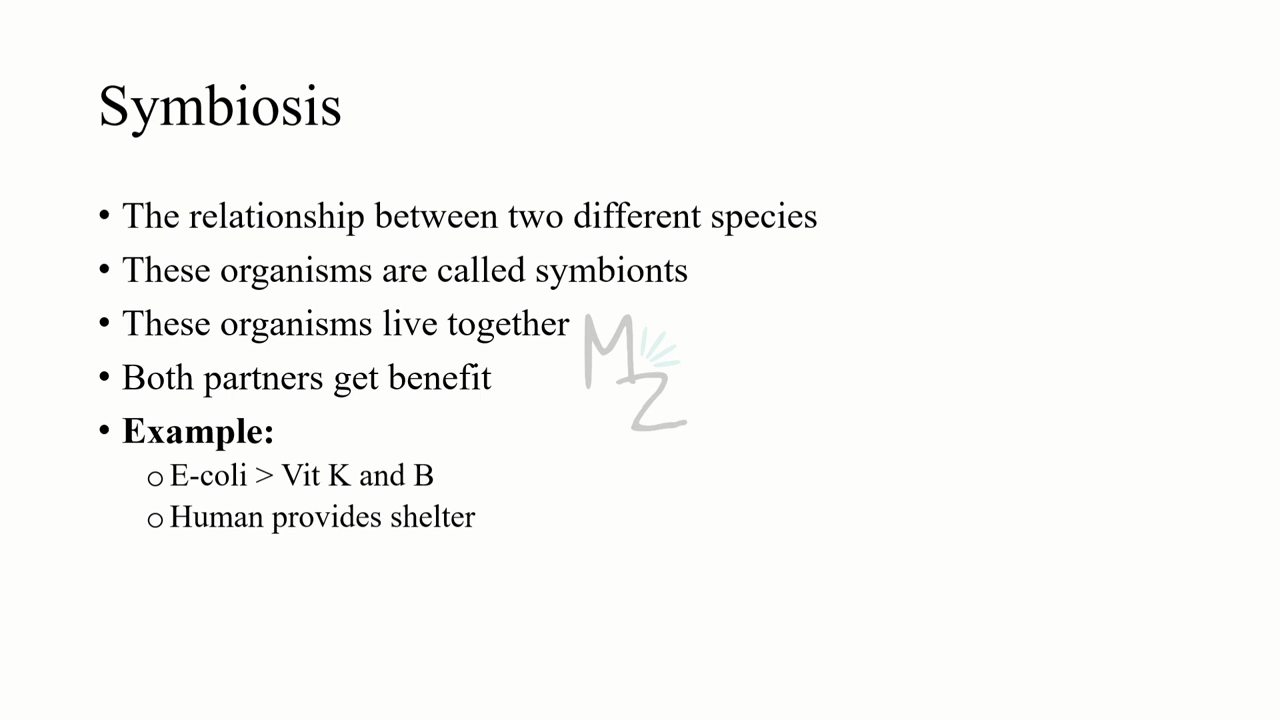 Symbiosis
• The relationship between two different species
• These organisms are called symbionts
• These organisms live together
• Both partners get benefit
• Example:
o E-coli > Vit K and B
o Human provides shelter
MZ